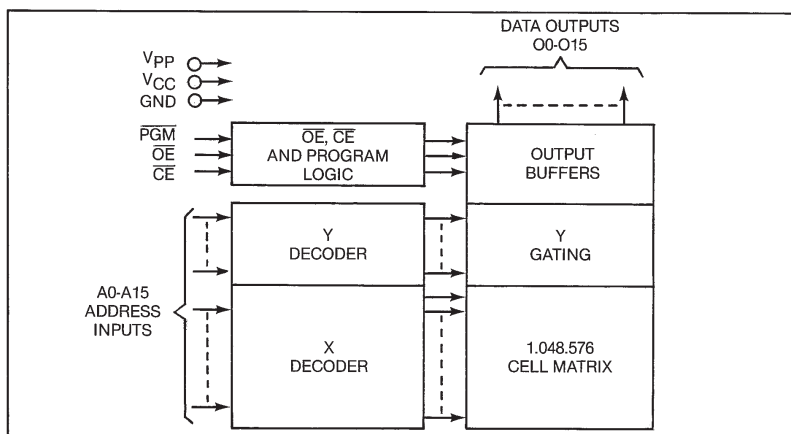 DATA OUTPUTS
O0-O15
VPP
VCC
GND
PGM
OE
CE
OE, CE
AND PROGRAM
LOGIC
OUTPUT
BUFFERS
Y
DECODER
Y
GATING
A0-A15
ADDRESS
INPUTS
X
DECODER
1.048.576
CELL MATRIX